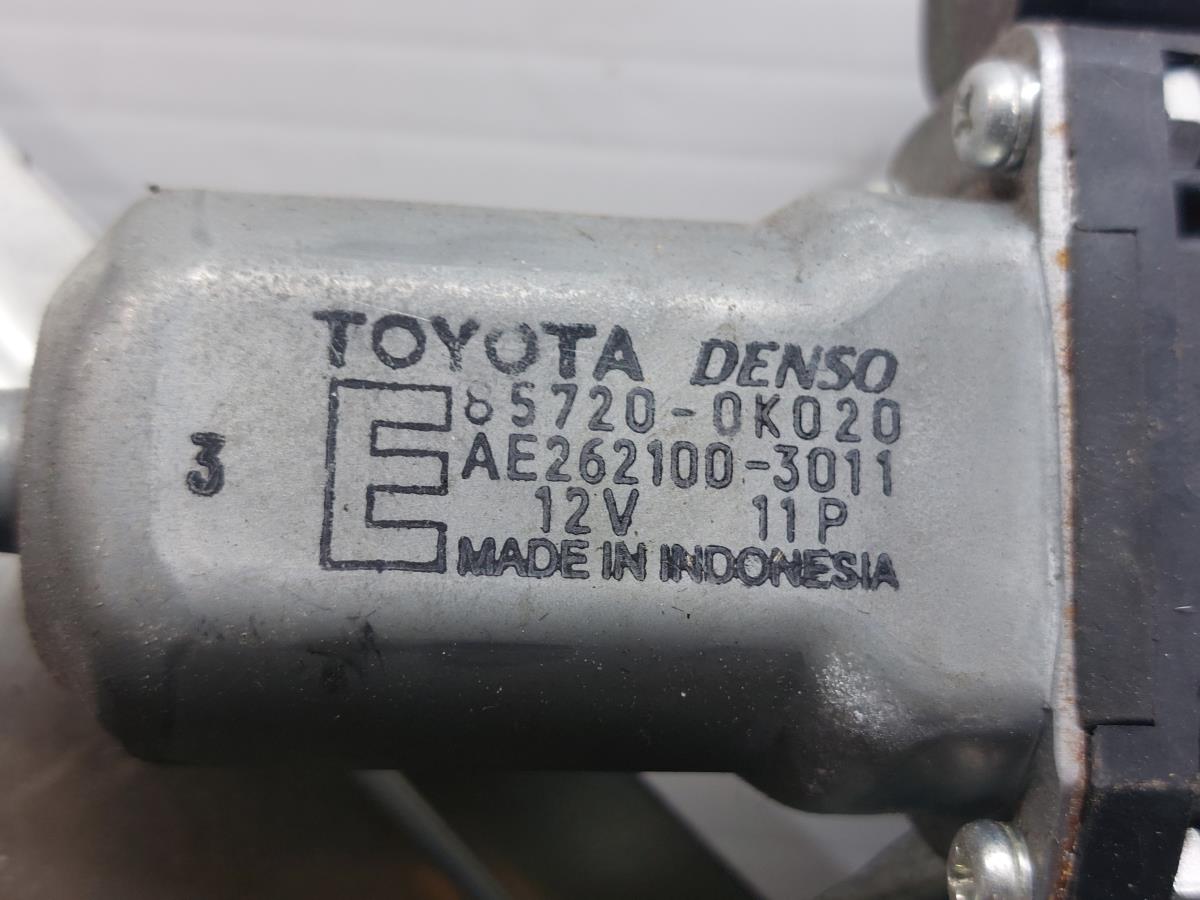 TOYOTA DENSO
E 85720-0K020
AE262100-3011
3
12V 11P
MADE IN INDONESIA